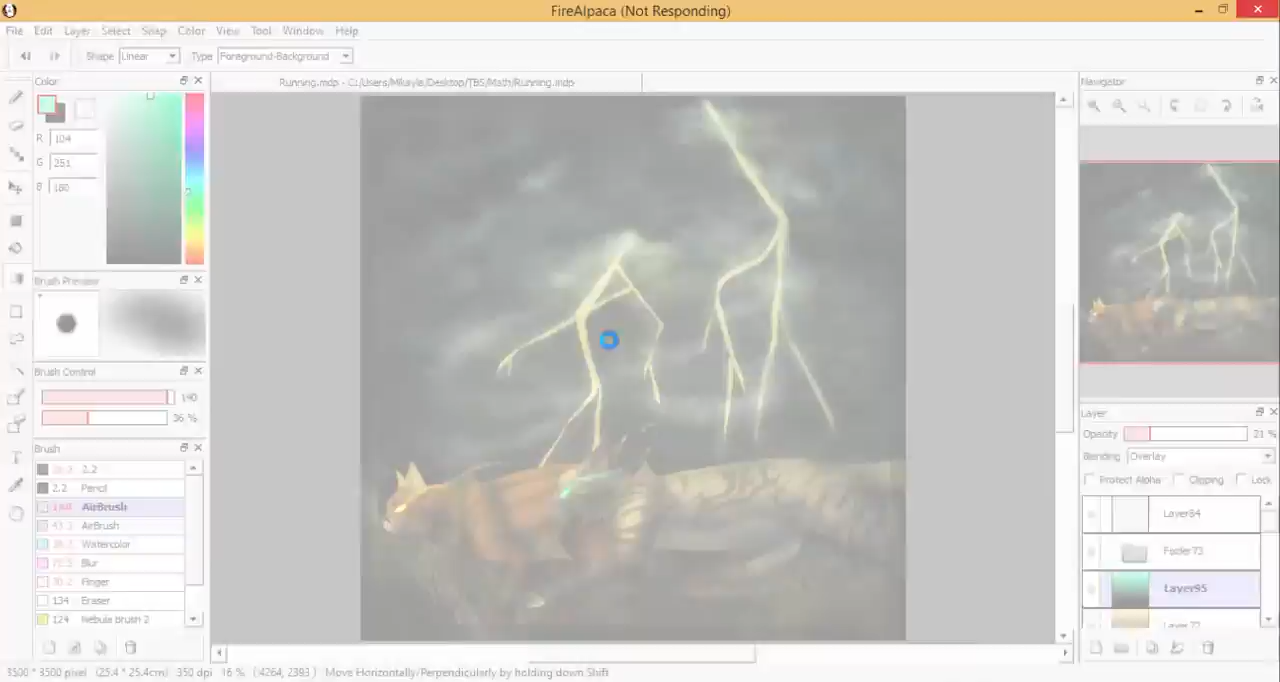 FireAlpaca (Not Responding)
File Edit Layer Select Snap Color View Tool Window Help
Shape Linear Type Foreground-Background
Color
Running.mdp - C:/Users/Mikayle/Desktop/TBS/Math/Running.mdp
Navigator
R 104
G 251
B 180
Brush Preview
Brush Control
190
36 %
Brush
2.2
2.2 Pencil
AirBrush
AirBrush
Watercolor
Blur
Finger
134 Eraser
124 Nebula Brush 2
Layer
Opacity 21 %
Blending Overlay
Protect Alpha Clipping Lock
Layer84
Folder73
Layer95
3500 * 3500 pixel (25.4 * 25.4cm) 350 dpi 16 % (4264, 2393) Move Horizontally/Perpendicularly by holding down Shift